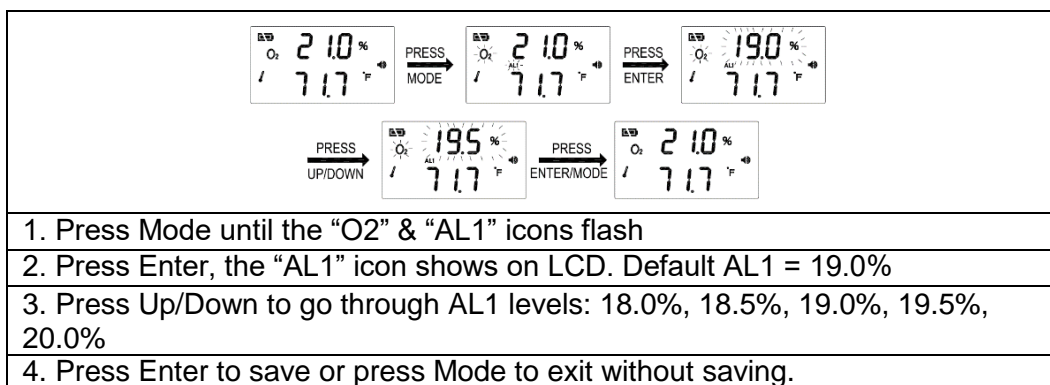 O₂ 21.0 %
71.7 °F
PRESS
MODE
O₂ 21.0 %
AL1
71.7 °F
PRESS
ENTER
O₂ 19.0 %
AL1
71.7 °F
PRESS
UP/DOWN
O₂ 19.5 %
AL1
71.7 °F
PRESS
ENTER/MODE
O₂ 21.0 %
71.7 °F
1. Press Mode until the “O2” & “AL1” icons flash
2. Press Enter, the “AL1” icon shows on LCD. Default AL1 = 19.0%
3. Press Up/Down to go through AL1 levels: 18.0%, 18.5%, 19.0%, 19.5%,
20.0%
4. Press Enter to save or press Mode to exit without saving.